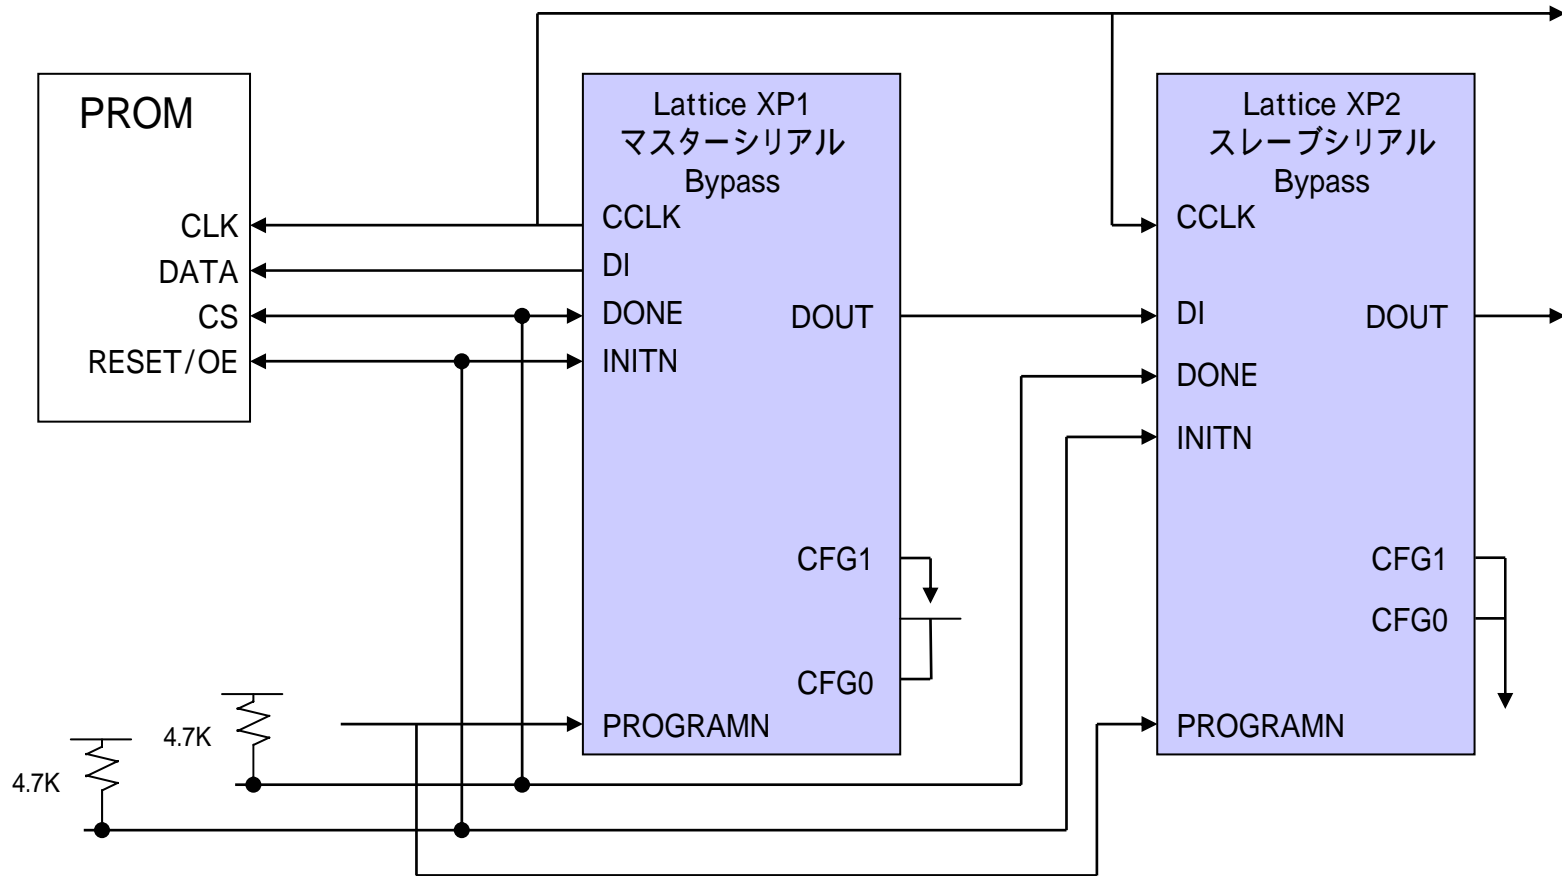 PROM
CLK
DATA
CS
RESET/OE
Lattice XP1
マスターシリアル
Bypass
CCLK
DI
DONE
INITN
DOUT
CFG1
CFG0
PROGRAMN
Lattice XP2
スレーブシリアル
Bypass
CCLK
DI
DONE
INITN
DOUT
CFG1
CFG0
PROGRAMN
4.7K
4.7K